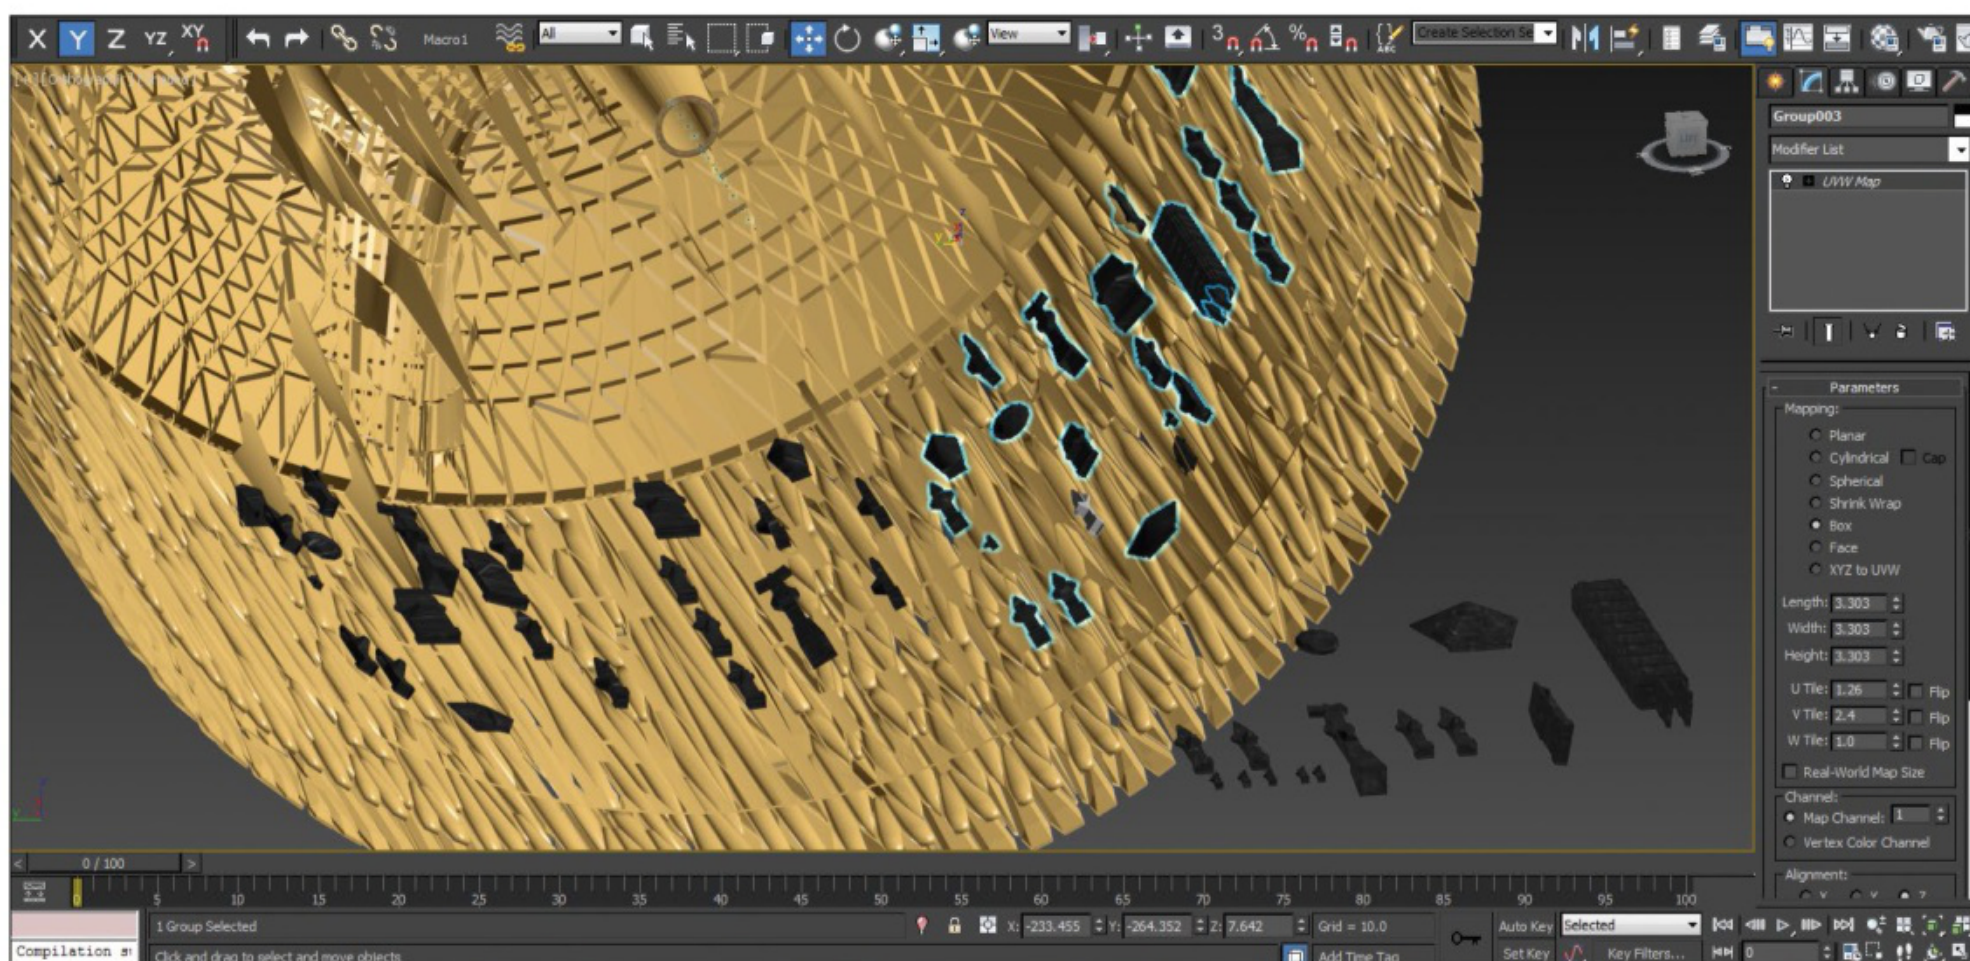 X Y Z YZ XY Macro1 All View 3 % ABC Create Selection Se
Group003
Modifier List
UVW Map
Parameters
Mapping:
Planar
Cylindrical Cap
Spherical
Shrink Wrap
Box
Face
XYZ to UVW
Length: 3.303
Width: 3.303
Height: 3.303
U Tile: 1.26 Flip
V Tile: 2.4 Flip
W Tile: 1.0 Flip
Real-World Map Size
Channel:
Map Channel: 1
Vertex Color Channel
Alignment:
X Y Z
< 0 / 100 >
0 5 10 15 20 25 30 35 40 45 50 55 60 65 70 75 80 85 90 95 100
1 Group Selected X: -233.455 Y: -264.352 Z: 7.642 Grid = 10.0 Auto Key Selected
Compilation Click and drag to select and move objects Add Time Tag Set Key Key Filters... 0